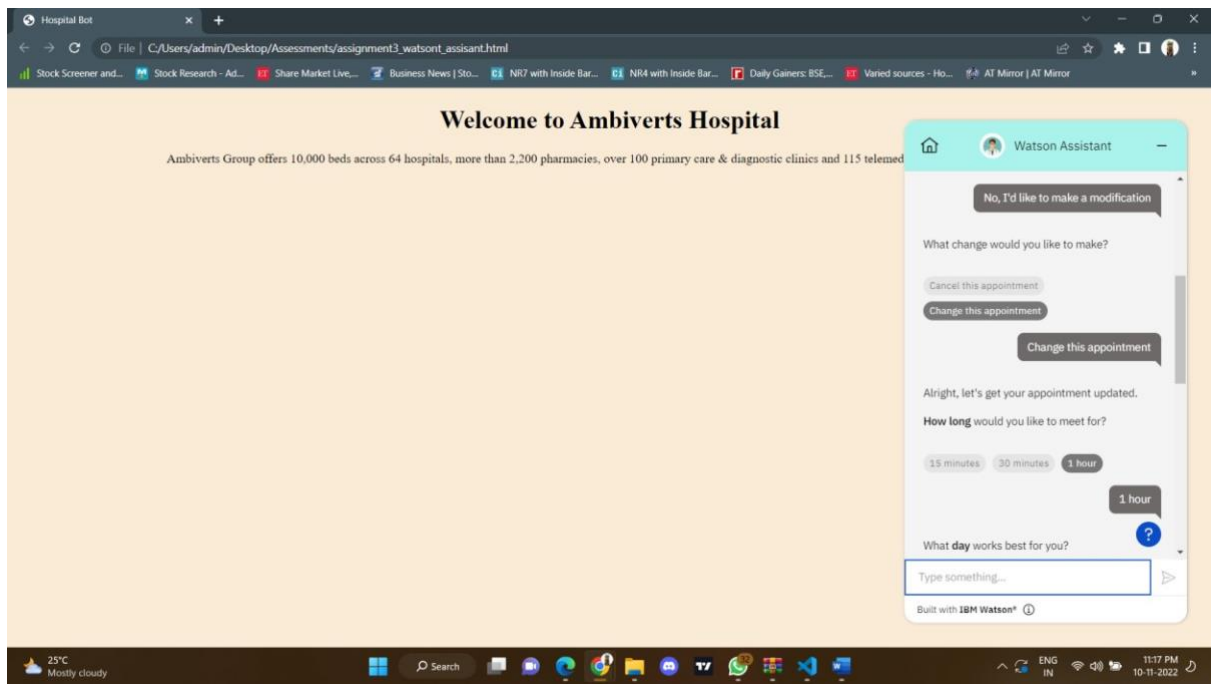 Hospital Bot
File | C:/Users/admin/Desktop/Assessments/assignment3_watsont_assisant.html
Stock Screener and... Stock Research - Ad... ET Share Market Live,... Business News | Sto... C1 NR7 with Inside Bar... C1 NR4 with Inside Bar... Daily Gainers: BSE,... ET Varied sources - Ho... AT Mirror | AT Mirror »
Welcome to Ambiverts Hospital
Ambiverts Group offers 10,000 beds across 64 hospitals, more than 2,200 pharmacies, over 100 primary care & diagnostic clinics and 115 telemed
Watson Assistant
No, I'd like to make a modification
What change would you like to make?
Cancel this appointment
Change this appointment
Change this appointment
Alright, let's get your appointment updated.
How long would you like to meet for?
15 minutes 30 minutes 1 hour
1 hour
?
What day works best for you?
Type something...
Built with IBM Watson®
25°C
Mostly cloudy
Search
ENG
IN
11:17 PM
10-11-2022